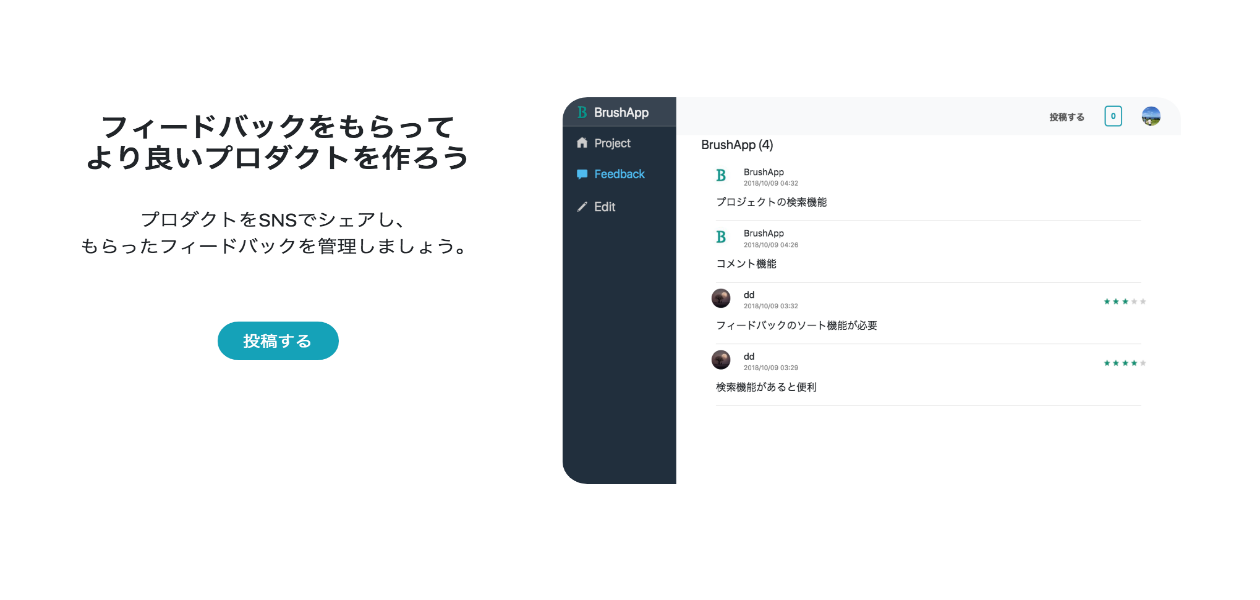 フィードバックをもらって
より良いプロダクトを作ろう
プロダクトをSNSでシェアし、
もらったフィードバックを管理しましょう。
投稿する
B BrushApp
Project
Feedback
Edit
投稿する
0
BrushApp (4)
B BrushApp
2018/10/09 04:32
プロジェクトの検索機能
B BrushApp
2018/10/09 04:26
コメント機能
dd
2018/10/09 03:32
フィードバックのソート機能が必要
dd
2018/10/09 03:29
検索機能があると便利